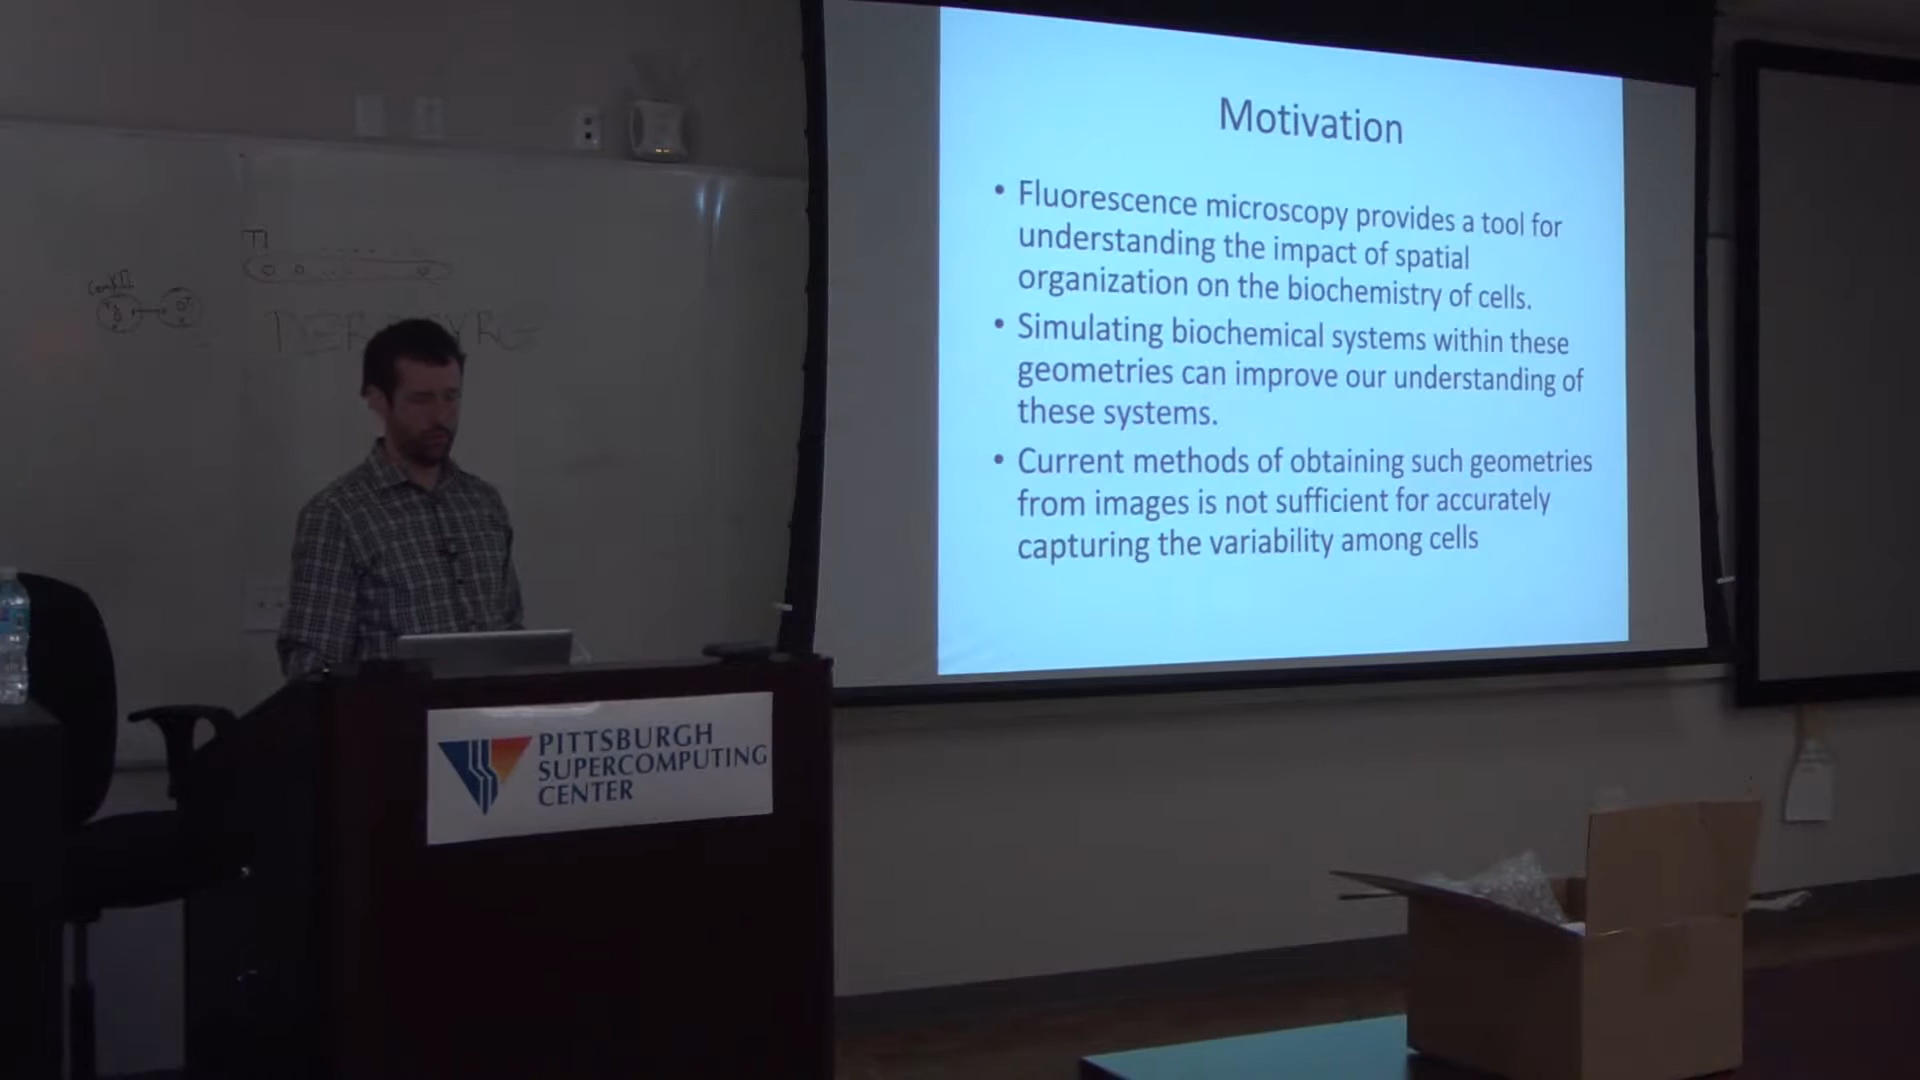 Motivation
• Fluorescence microscopy provides a tool for
understanding the impact of spatial
organization on the biochemistry of cells.
• Simulating biochemical systems within these
geometries can improve our understanding of
these systems.
• Current methods of obtaining such geometries
from images is not sufficient for accurately
capturing the variability among cells
PITTSBURGH
SUPERCOMPUTING
CENTER